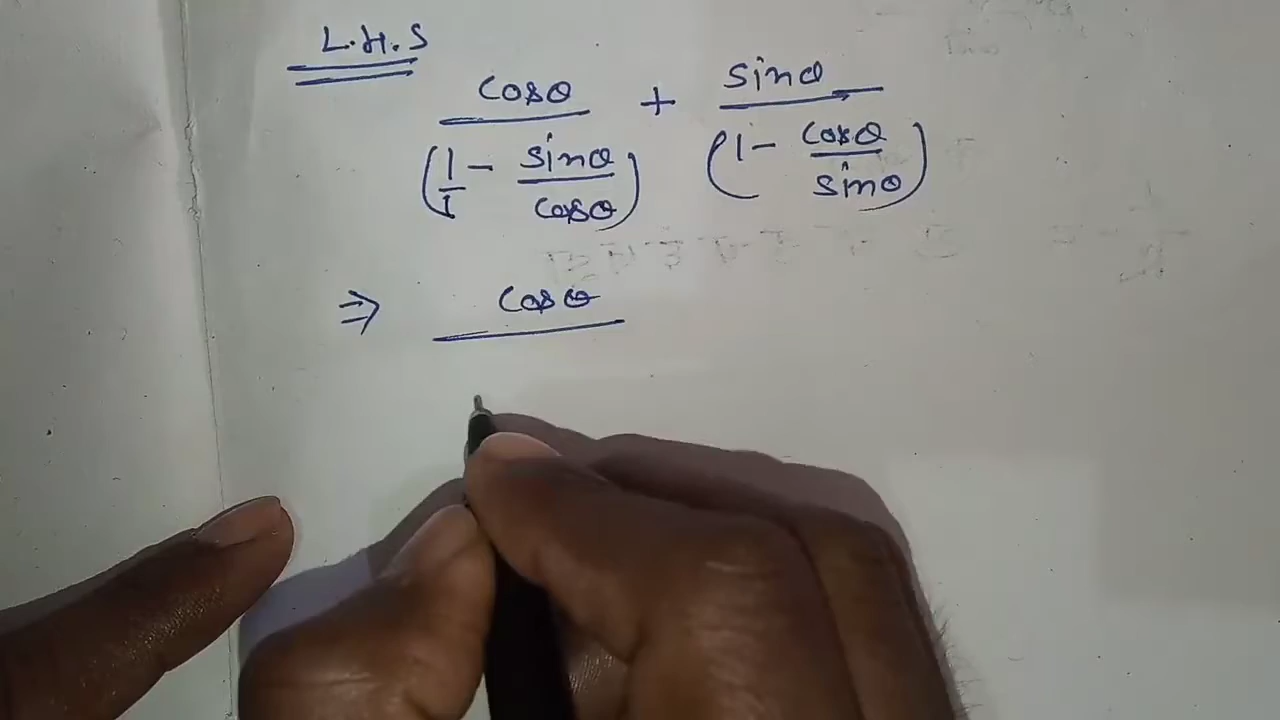 L.H.S
cosθ + sinθ
(1/1 - sinθ/cosθ) (1 - cosθ/sinθ)
⇒ cosθ